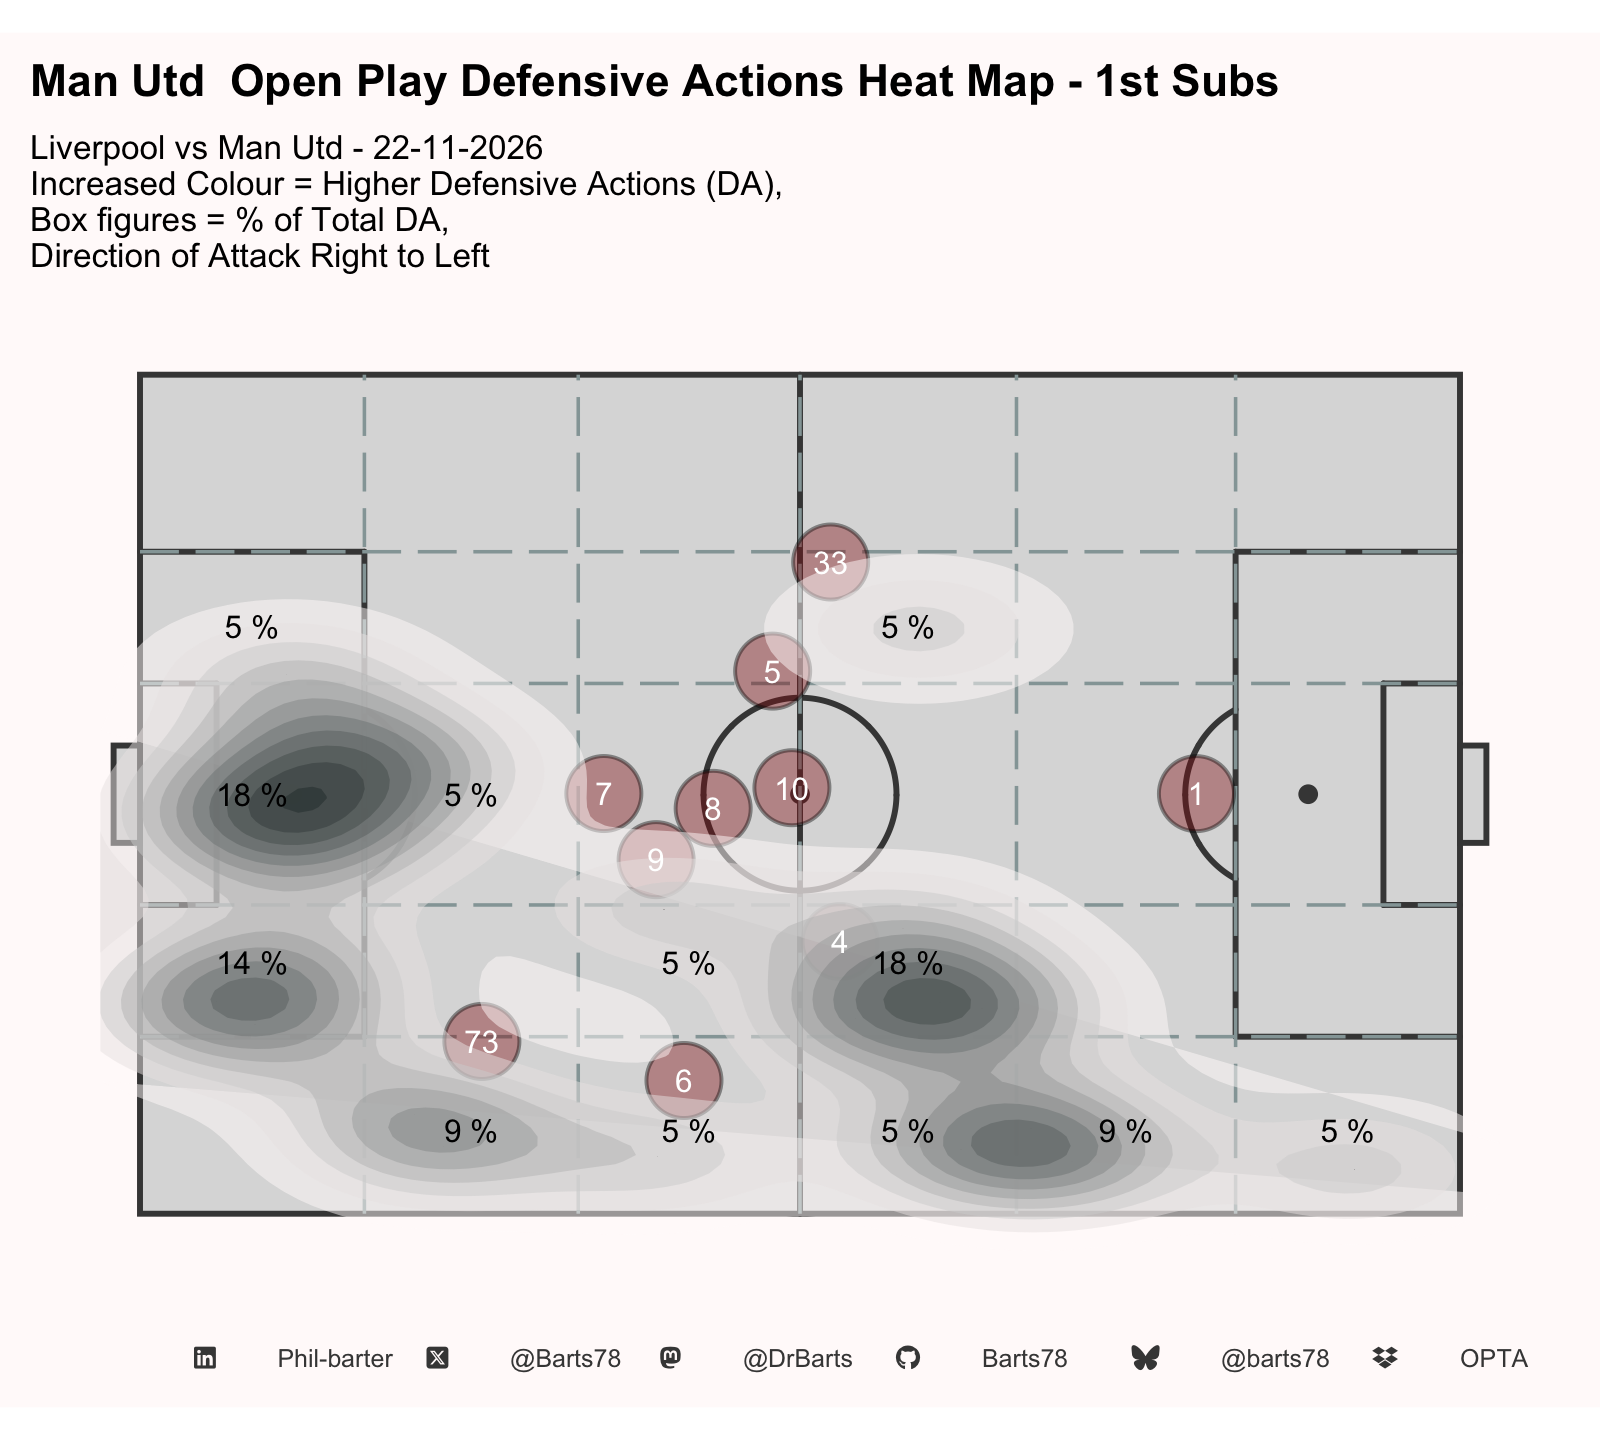 Man Utd  Open Play Defensive Actions Heat Map - 1st Subs
Liverpool vs Man Utd - 22-11-2026
Increased Colour = Higher Defensive Actions (DA),
Box figures = % of Total DA,
Direction of Attack Right to Left
33
5 %
5 %
5
18 %
5 %
7
8
10
1
9
4
14 %
5 %
18 %
73
6
9 %
5 %
5 %
9 %
5 %
Phil-barter
@Barts78
@DrBarts
Barts78
@barts78
OPTA